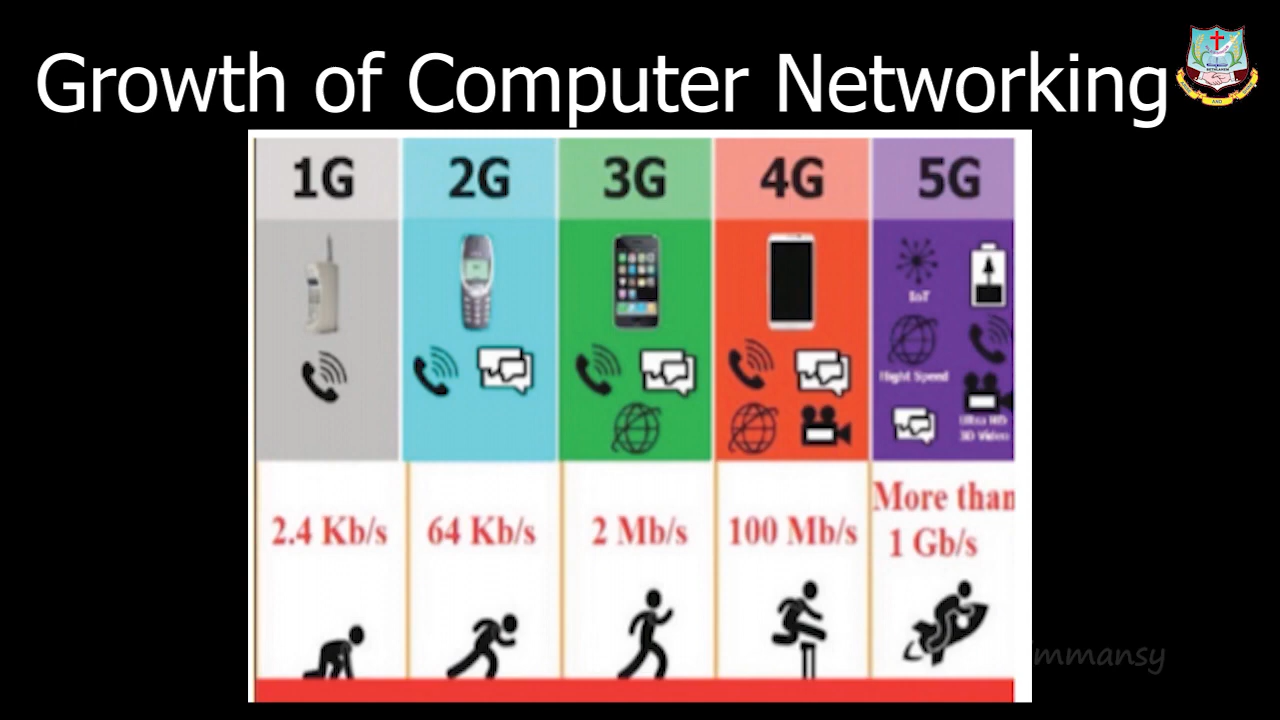 Growth of Computer Networking
1G 2G 3G 4G 5G
IoT
Hight Speed
Ultra HD
3D Video
2.4 Kb/s 64 Kb/s 2 Mb/s 100 Mb/s More than
1 Gb/s
mmansy